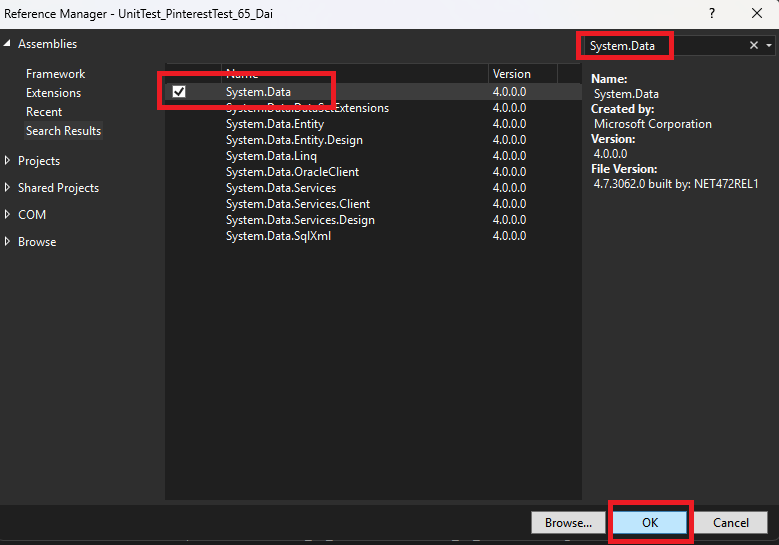 Reference Manager - UnitTest_PinterestTest_65_Dai
?
Assemblies
Framework
Extensions
Recent
Search Results
Projects
Shared Projects
COM
Browse
Name Version
System.Data 4.0.0.0
System.Data.DataSetExtensions 4.0.0.0
System.Data.Entity 4.0.0.0
System.Data.Entity.Design 4.0.0.0
System.Data.Linq 4.0.0.0
System.Data.OracleClient 4.0.0.0
System.Data.Services 4.0.0.0
System.Data.Services.Client 4.0.0.0
System.Data.Services.Design 4.0.0.0
System.Data.SqlXml 4.0.0.0
System.Data
Name:
System.Data
Created by:
Microsoft Corporation
Version:
4.0.0.0
File Version:
4.7.3062.0 built by: NET472REL1
Browse... OK Cancel